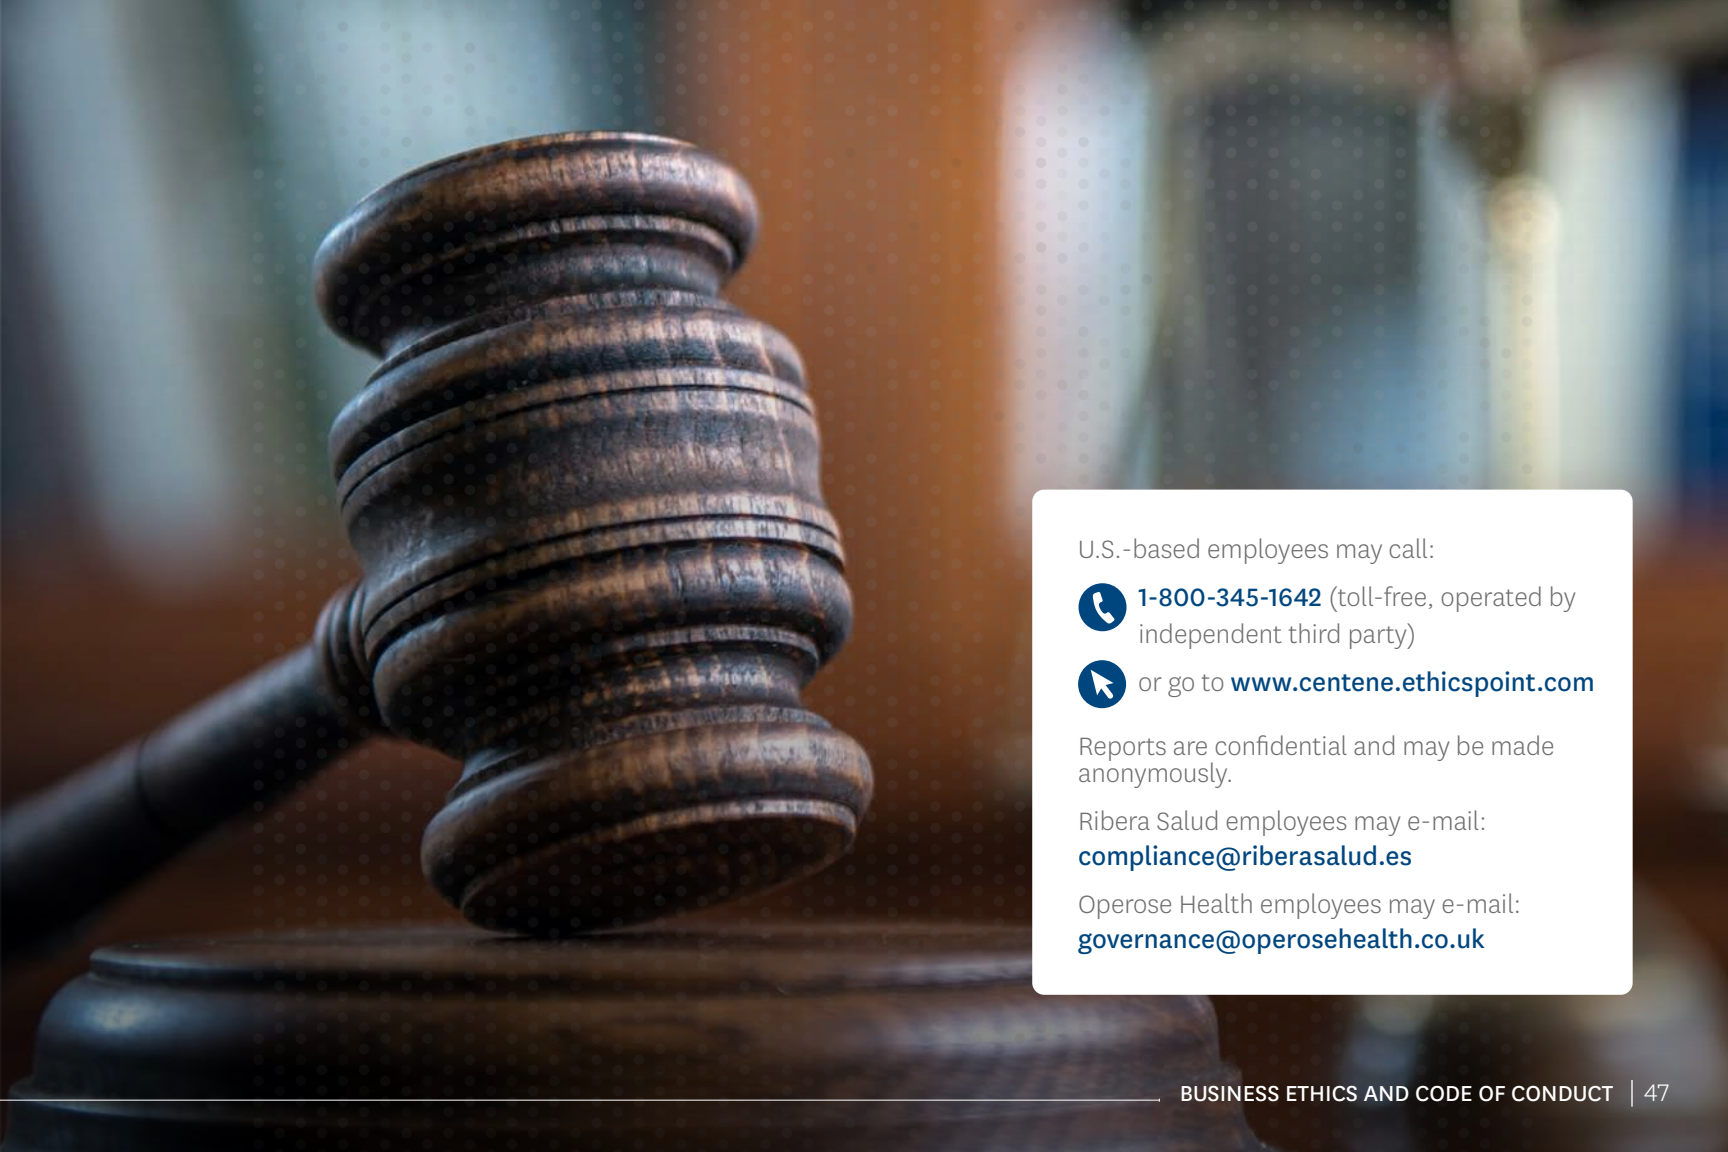 U.S.-based employees may call:
1-800-345-1642 (toll-free, operated by
independent third party)
or go to www.centene.ethicspoint.com
Reports are confidential and may be made
anonymously.
Ribera Salud employees may e-mail:
compliance@riberasalud.es
Operose Health employees may e-mail:
governance@operosehealth.co.uk
BUSINESS ETHICS AND CODE OF CONDUCT | 47